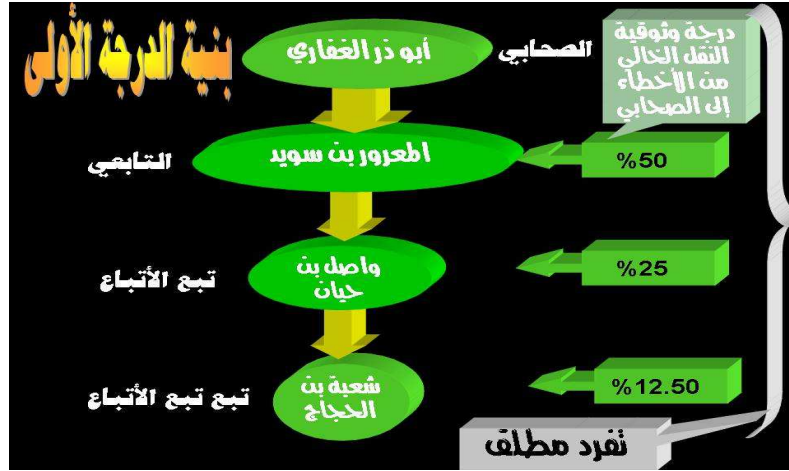 بنية الدرجة الأولى
درجة وثوقية
النقل الخالي
من الأخطاء
إلى الصحابي
الصحابي
أبو ذر الغفاري
المعرور بن سويد
التابعي
%50
واصل بن
حيان
تبع الأتباع
%25
شعبة بن
الحجاج
تبع تبع الأتباع
%12.50
تفرد مطلق